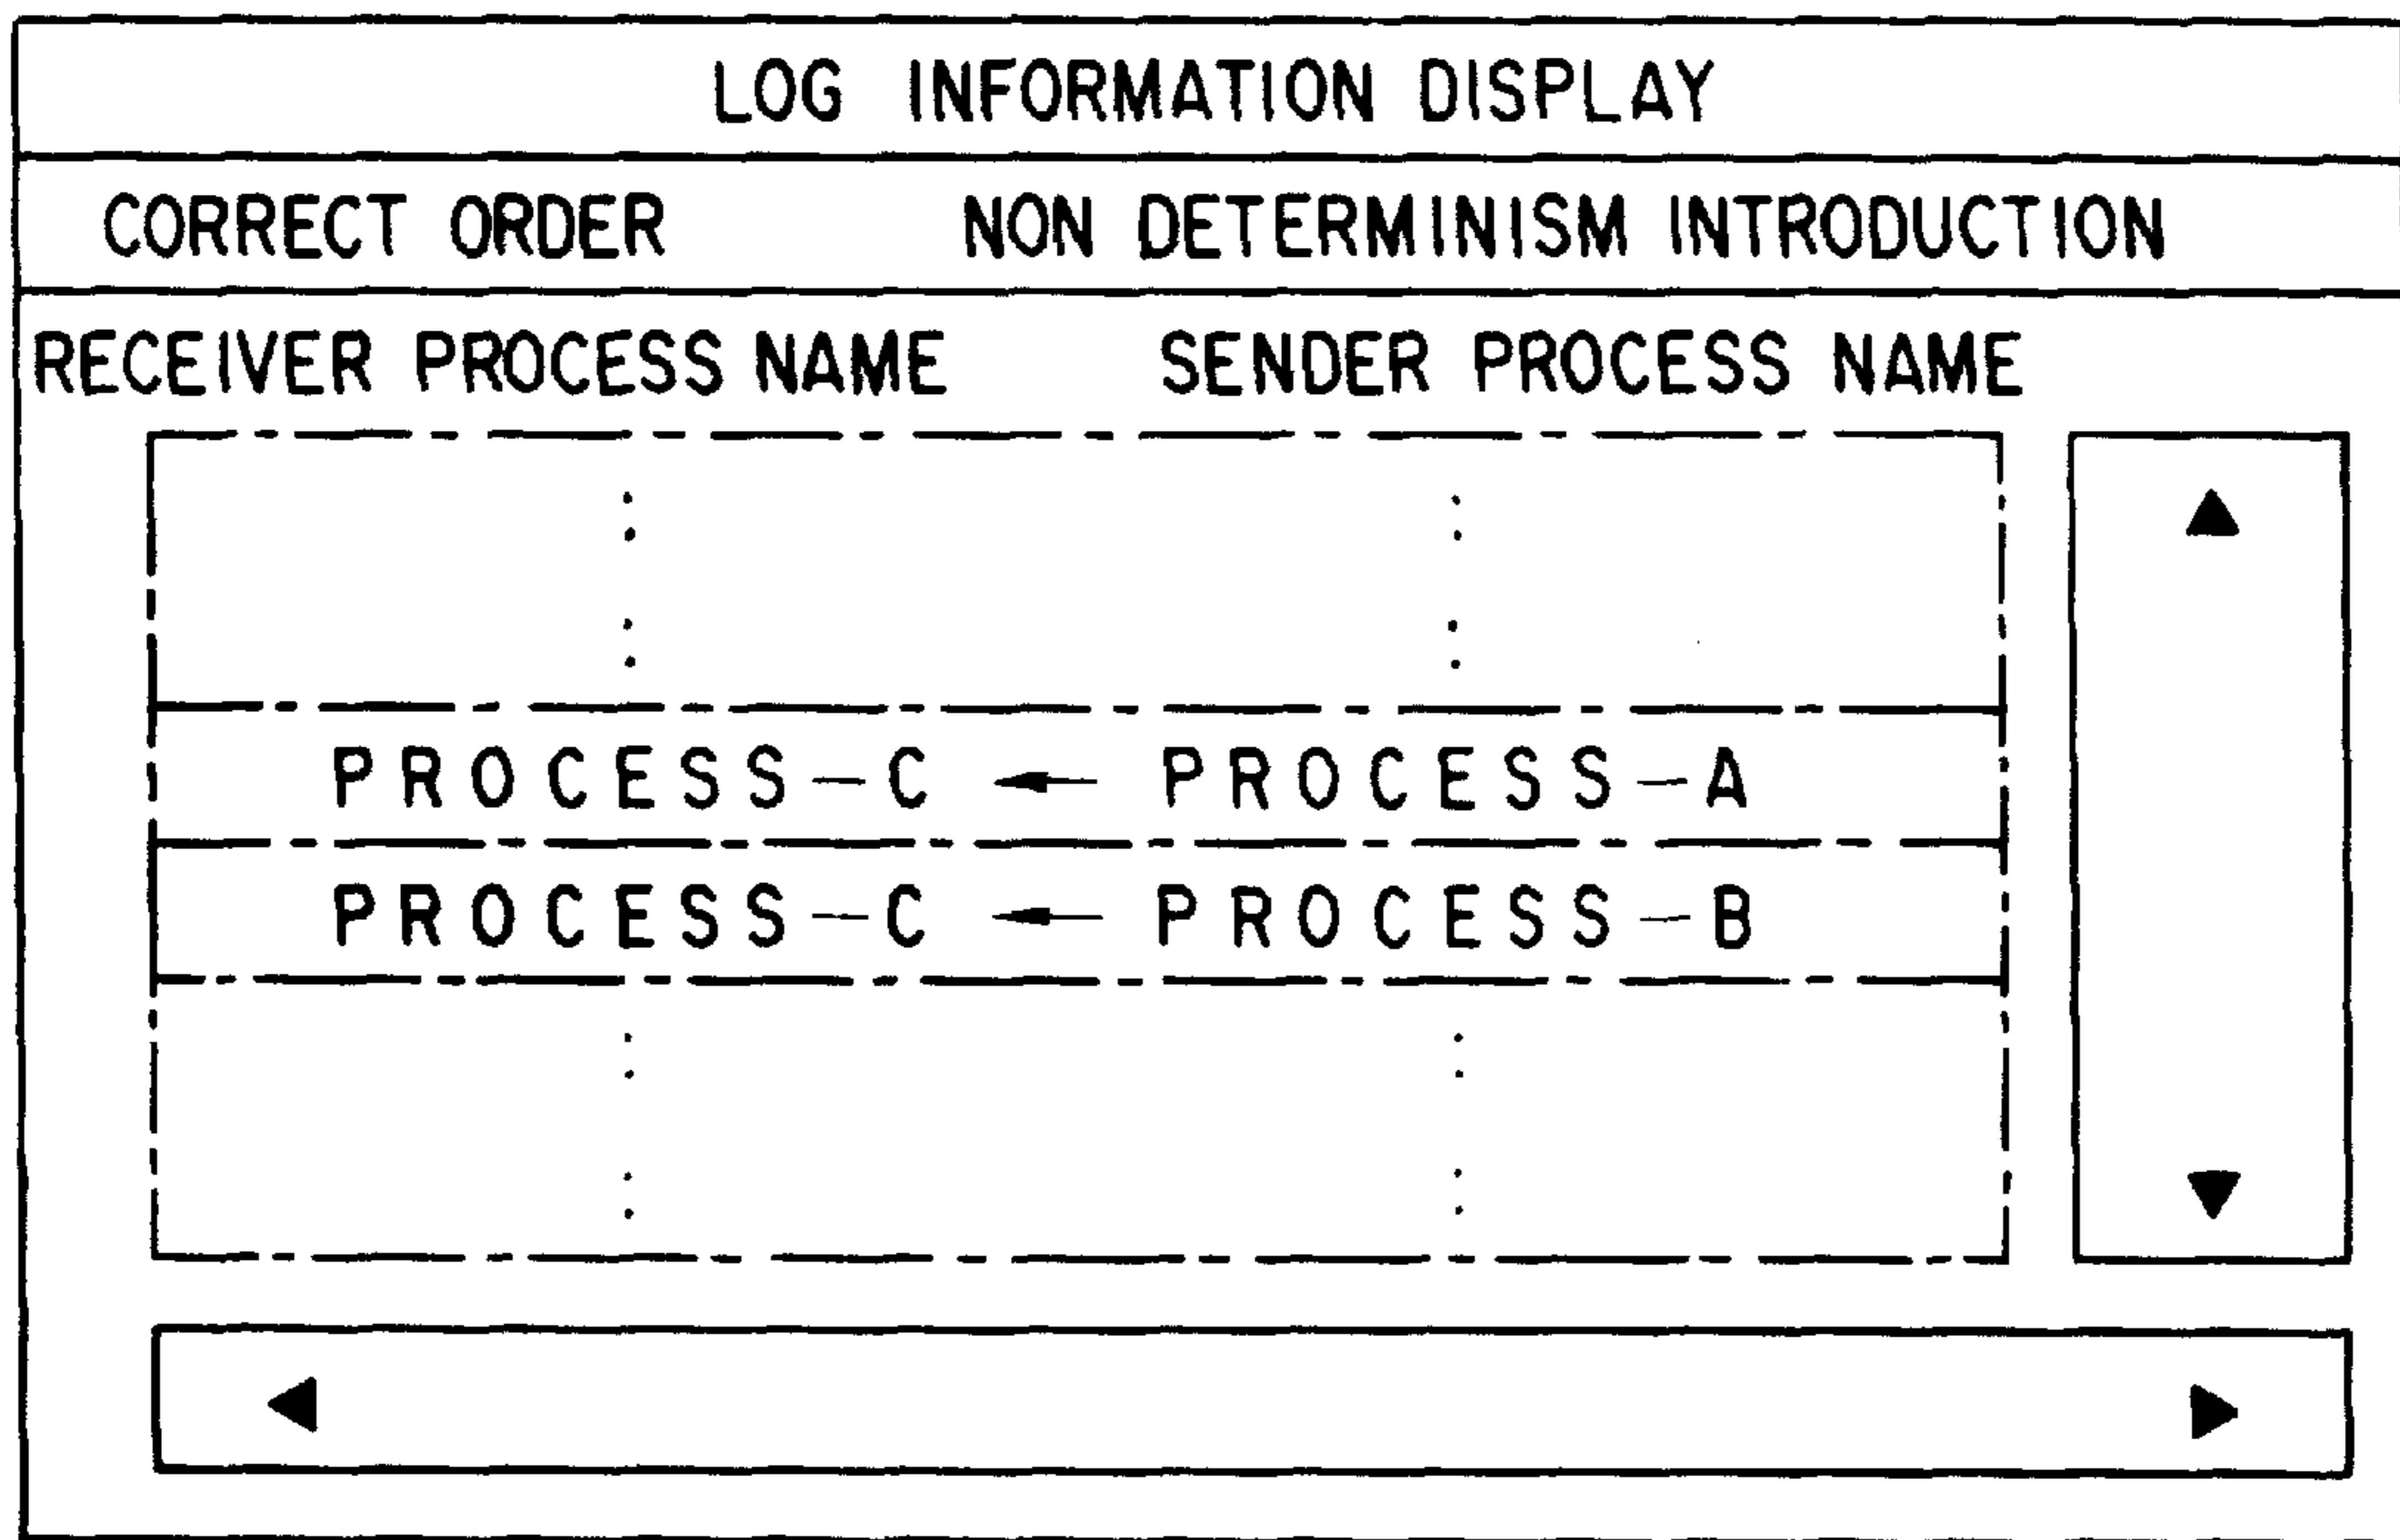 LOG INFORMATION DISPLAY
CORRECT ORDER NON DETERMINISM INTRODUCTION
RECEIVER PROCESS NAME SENDER PROCESS NAME
PROCESS-C ← PROCESS-A
PROCESS-C ← PROCESS-B